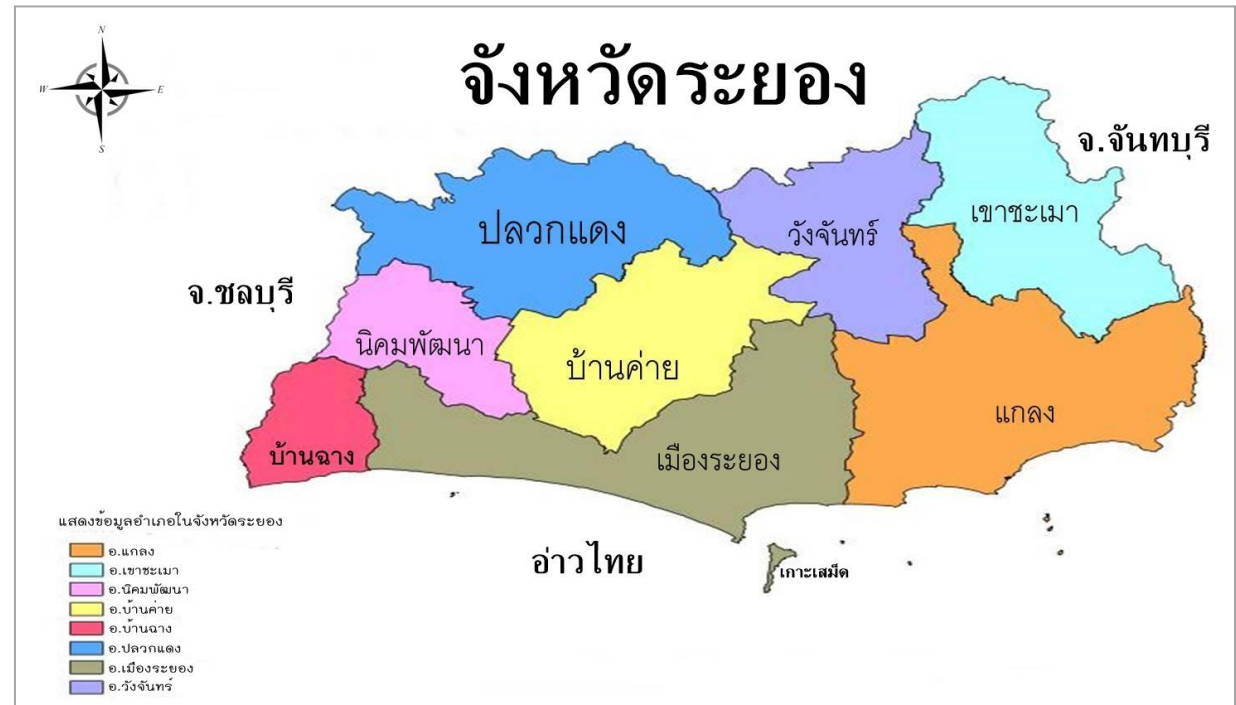 N
จังหวัดระยอง
W
E
S
จ.จันทบุรี
เขาชะเมา
ปลวกแดง
วังจันทร์
จ.ชลบุรี
นิคมพัฒนา
บ้านค่าย
แกลง
บ้านฉาง
เมืองระยอง
แสดงข้อมูลอำเภอในจังหวัดระยอง
อ.แกลง
อ.เขาชะเมา
อ.นิคมพัฒนา
อ.บ้านค่าย
อ.บ้านฉาง
อ.ปลวกแดง
อ.เมืองระยอง
อ.วังจันทร์
อ่าวไทย
เกาะเสม็ด